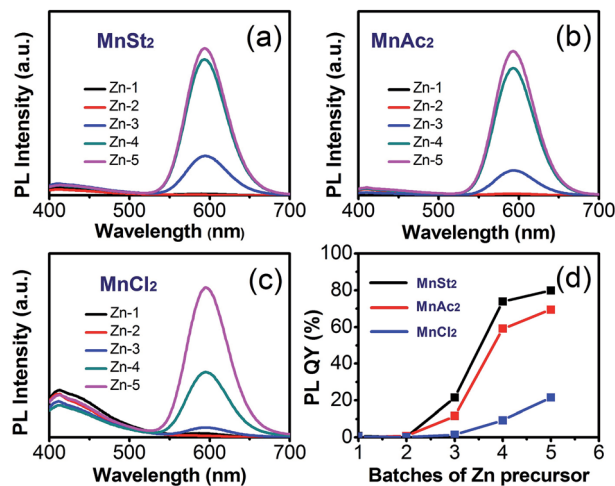 MnSt₂ (a)
PL Intensity (a.u.)
Zn-1
Zn-2
Zn-3
Zn-4
Zn-5
400 500 600 700
Wavelength (nm)
MnAc₂ (b)
PL Intensity (a.u.)
Zn-1
Zn-2
Zn-3
Zn-4
Zn-5
400 500 600 700
Wavelength (nm)
MnCl₂ (c)
PL Intensity (a.u.)
Zn-1
Zn-2
Zn-3
Zn-4
Zn-5
400 500 600 700
Wavelength (nm)
(d)
PL QY (%)
100
80
60
40
20
0
MnSt₂
MnAc₂
MnCl₂
1 2 3 4 5 6
Batches of Zn precursor